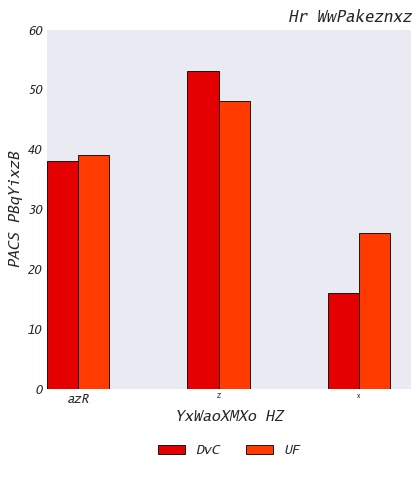 Hr WwPakeznxz
60
50
40
30
20
10
0
PACS PBqYixzB
azR z x
YxWaoXMXo HZ
DvC UF